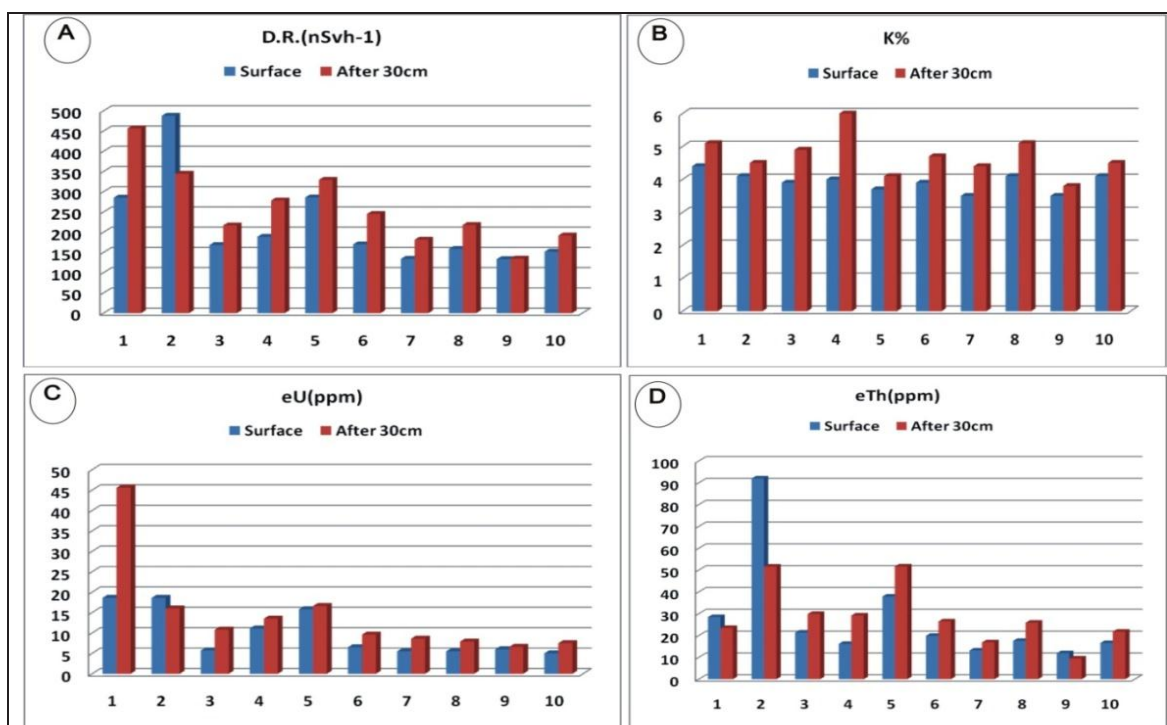 A
D.R.(nSvh-1)
Surface After 30cm
500
450
400
350
300
250
200
150
100
50
0
1 2 3 4 5 6 7 8 9 10
B
K%
Surface After 30cm
6
5
4
3
2
1
0
1 2 3 4 5 6 7 8 9 10
C
eU(ppm)
Surface After 30cm
50
45
40
35
30
25
20
15
10
5
0
1 2 3 4 5 6 7 8 9 10
D
eTh(ppm)
Surface After 30cm
100
90
80
70
60
50
40
30
20
10
0
1 2 3 4 5 6 7 8 9 10